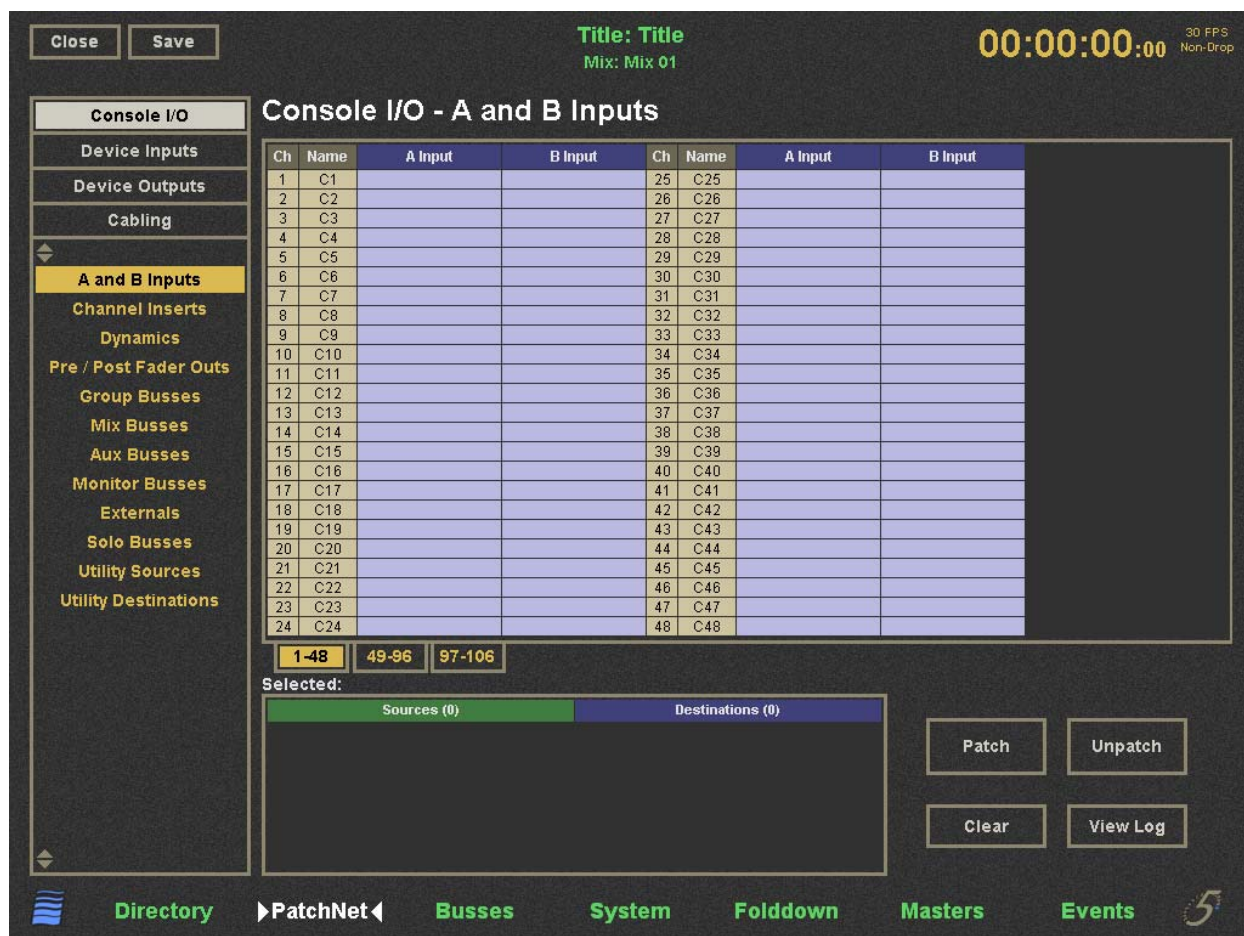 Close Save Title: Title 00:00:00:00 30 FPS
Mix: Mix 01 Non-Drop
Console I/O
Device Inputs
Device Outputs
Cabling
A and B Inputs
Channel Inserts
Dynamics
Pre / Post Fader Outs
Group Busses
Mix Busses
Aux Busses
Monitor Busses
Externals
Solo Busses
Utility Sources
Utility Destinations
Console I/O - A and B Inputs
Ch Name A Input B Input Ch Name A Input B Input
1 C1 25 C25
2 C2 26 C26
3 C3 27 C27
4 C4 28 C28
5 C5 29 C29
6 C6 30 C30
7 C7 31 C31
8 C8 32 C32
9 C9 33 C33
10 C10 34 C34
11 C11 35 C35
12 C12 36 C36
13 C13 37 C37
14 C14 38 C38
15 C15 39 C39
16 C16 40 C40
17 C17 41 C41
18 C18 42 C42
19 C19 43 C43
20 C20 44 C44
21 C21 45 C45
22 C22 46 C46
23 C23 47 C47
24 C24 48 C48
1-48 49-96 97-106
Selected:
Sources (0) Destinations (0)
Patch Unpatch
Clear View Log
Directory PatchNet Busses System Folddown Masters Events 5